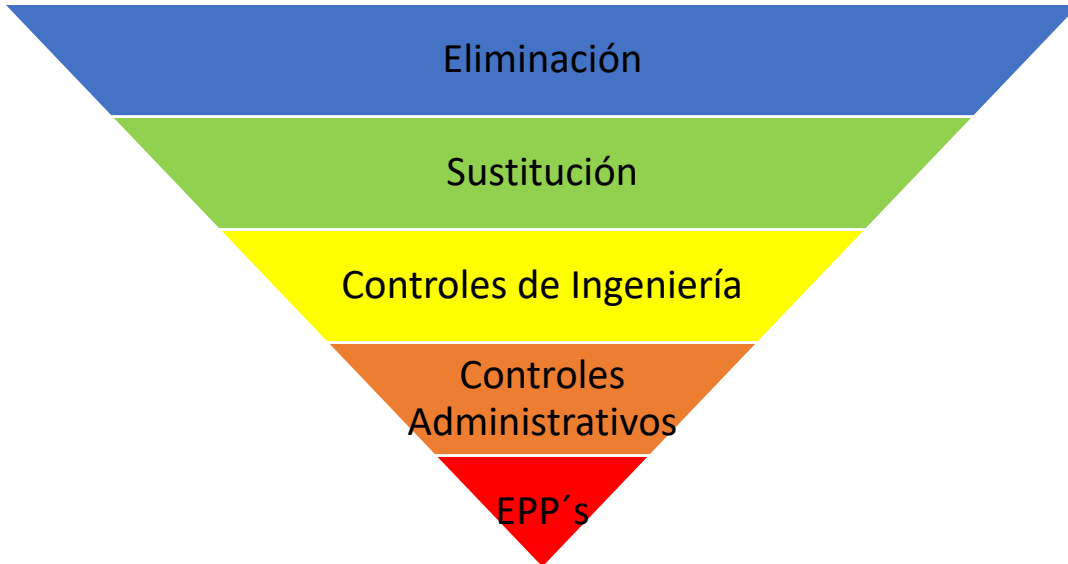 Eliminación
Sustitución
Controles de Ingeniería
Controles
Administrativos
EPP´s